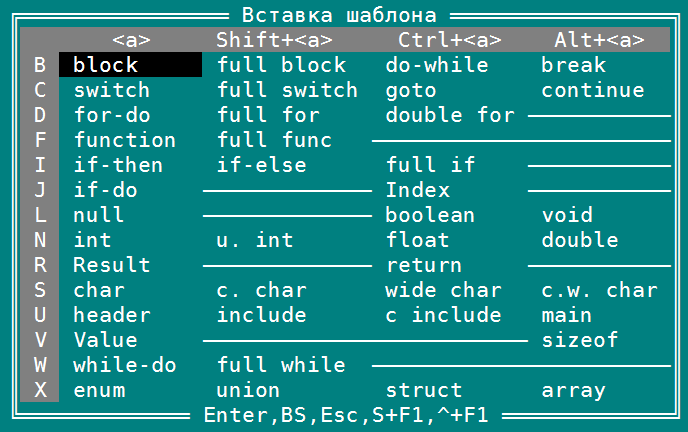 Вставка шаблона
<a> Shift+<a> Ctrl+<a> Alt+<a>
B block full block do-while break
C switch full switch goto continue
D for-do full for double for
F function full func
I if-then if-else full if
J if-do Index
L null boolean void
N int u. int float double
R Result return
S char c. char wide char c.w. char
U header include c include main
V Value sizeof
W while-do full while
X enum union struct array
Enter,BS,Esc,S+F1,^+F1